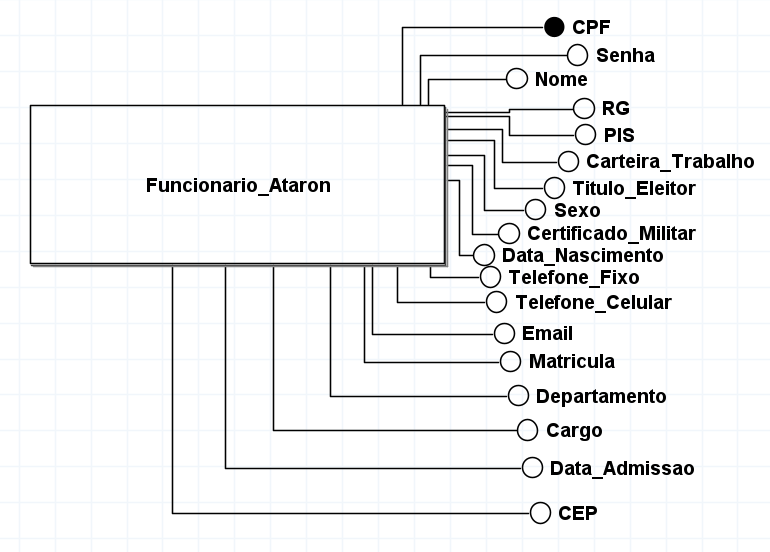 CPF
Senha
Nome
RG
PIS
Carteira_Trabalho
Funcionario_Ataron
Titulo_Eleitor
Sexo
Certificado_Militar
Data_Nascimento
Telefone_Fixo
Telefone_Celular
Email
Matricula
Departamento
Cargo
Data_Admissao
CEP